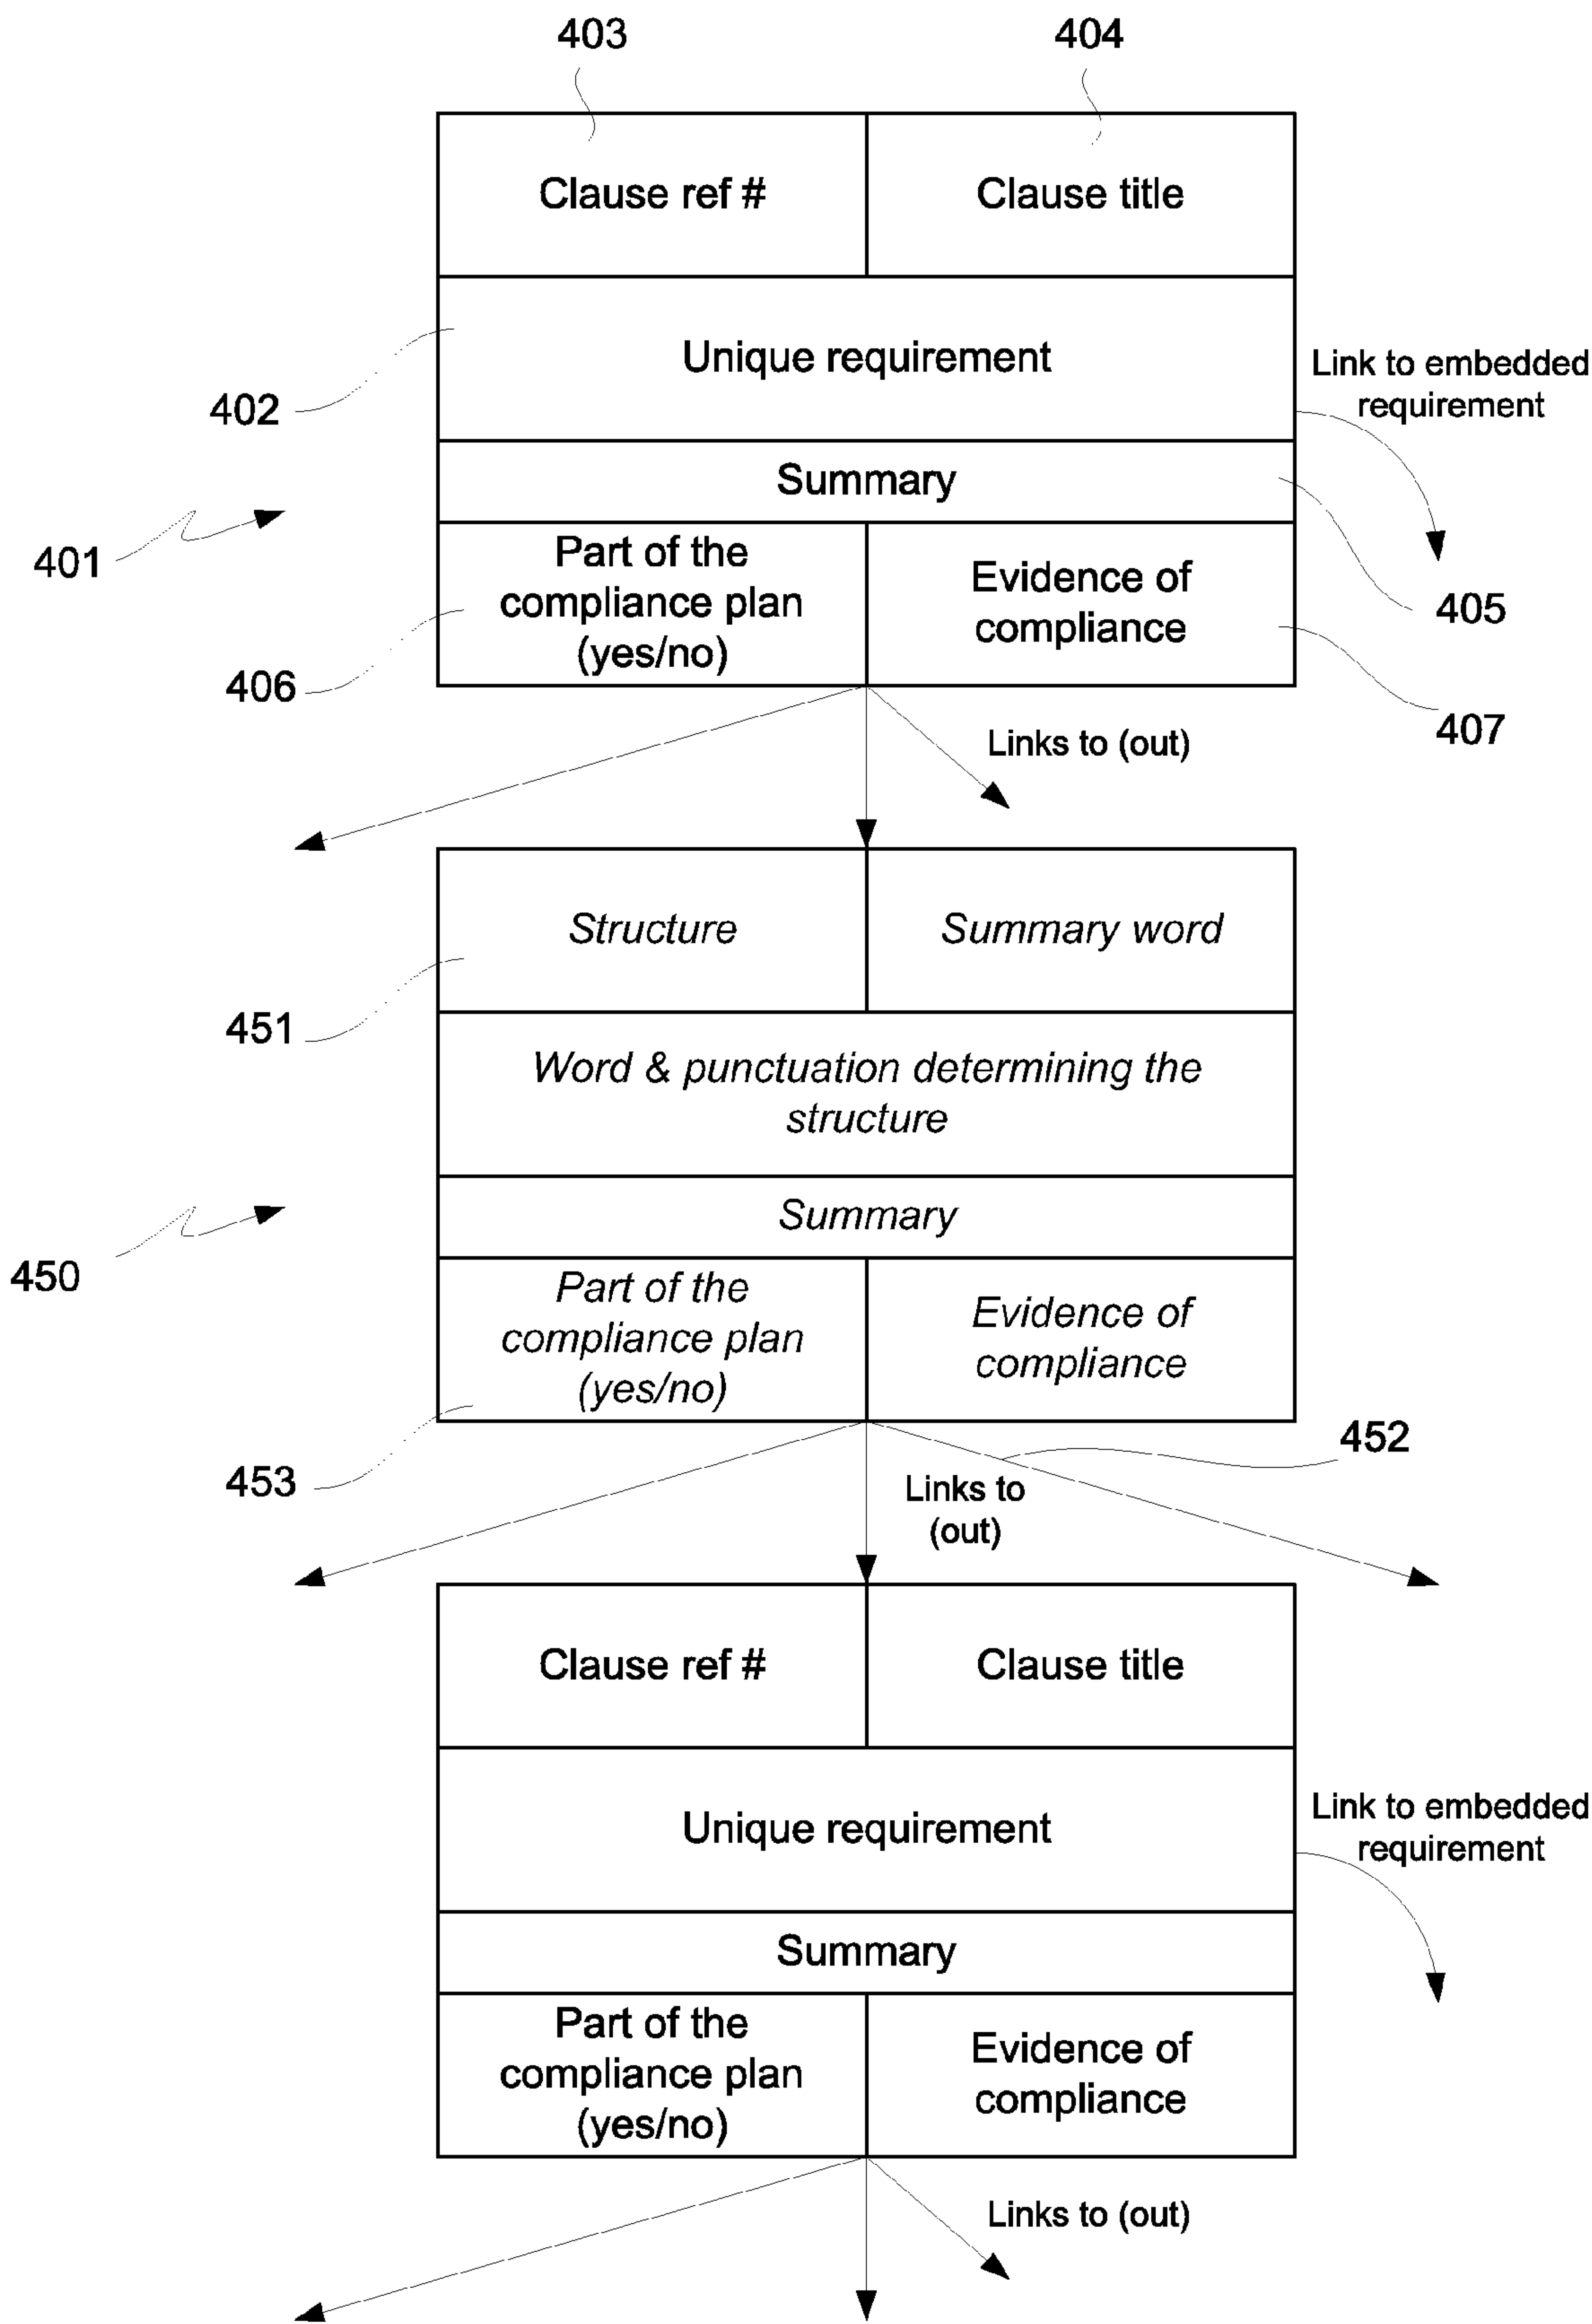 403
404
Clause ref #
Clause title
Unique requirement
Link to embedded
requirement
402
Summary
401
Part of the
compliance plan
(yes/no)
Evidence of
compliance
405
406
407
Links to (out)
Structure
Summary word
451
Word & punctuation determining the
structure
Summary
450
Part of the
compliance plan
(yes/no)
Evidence of
compliance
453
452
Links to
(out)
Clause ref #
Clause title
Unique requirement
Link to embedded
requirement
Summary
Part of the
compliance plan
(yes/no)
Evidence of
compliance
Links to (out)